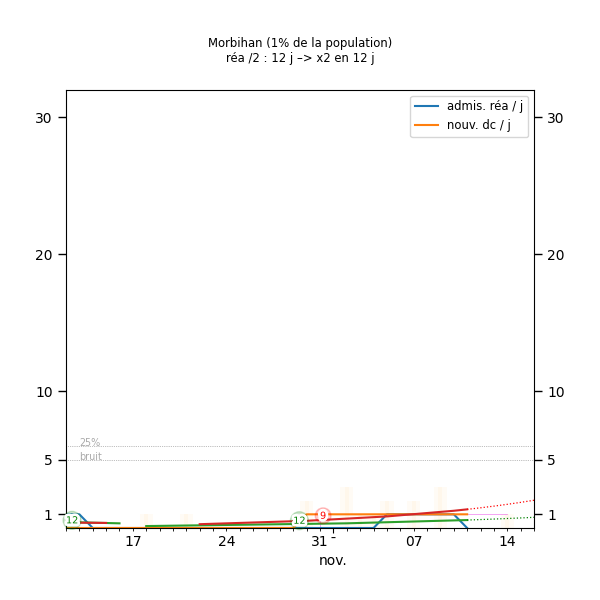 Morbihan (1% de la population)
réa /2 : 12 j –> x2 en 12 j
admis. réa / j
nouv. dc / j
30 30
20 20
10 10
25%
bruit
5 5
12 12 9
1 1
17 24 31 07 14
nov.